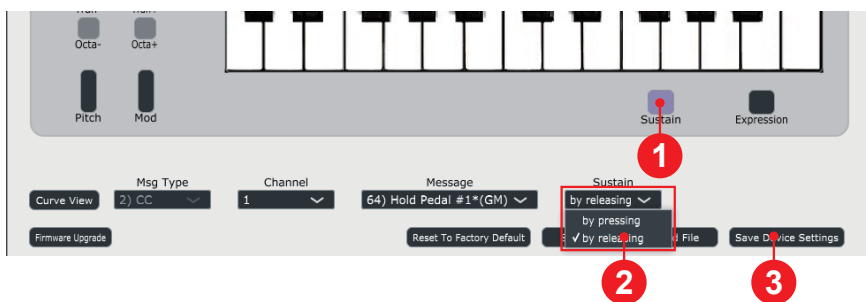 Octa-
Octa+
Pitch
Mod
Sustain
Expression
1
Msg Type
Channel
Message
Sustain
Curve View
2) CC
1
64) Hold Pedal #1*(GM)
by releasing
by pressing
✓ by releasing
Firmware Upgrade
Reset To Factory Default
File
Save Device Settings
2
3